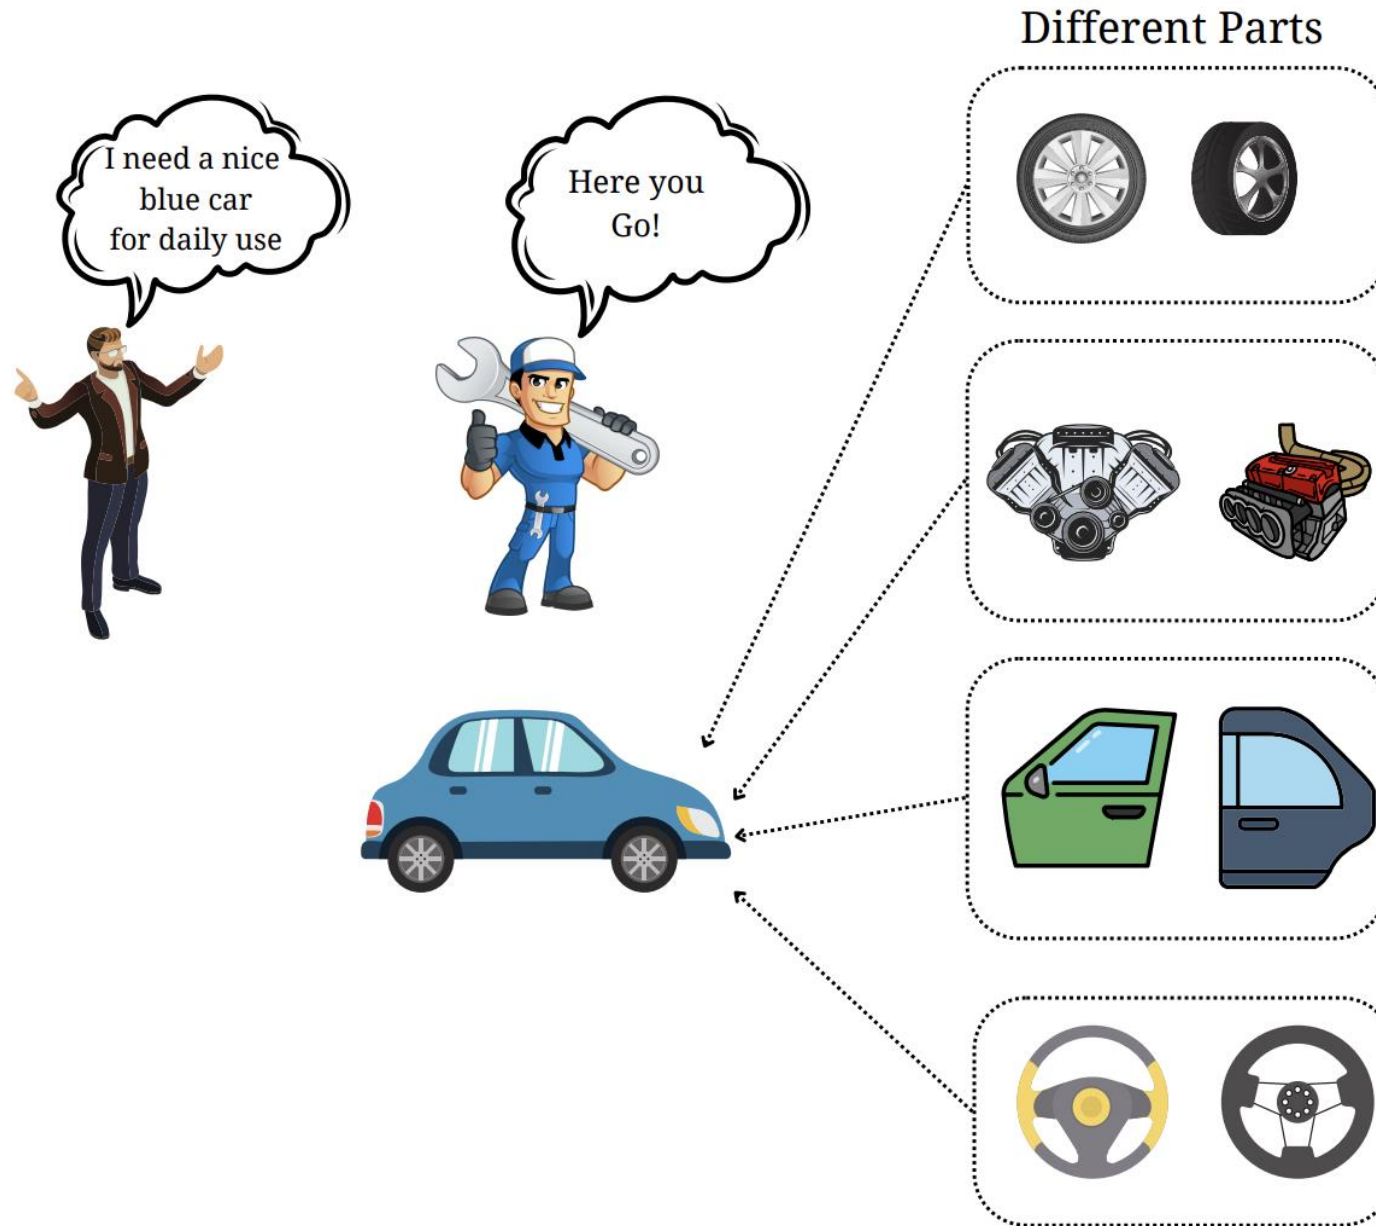 Different Parts
I need a nice
blue car
for daily use
Here you
Go!